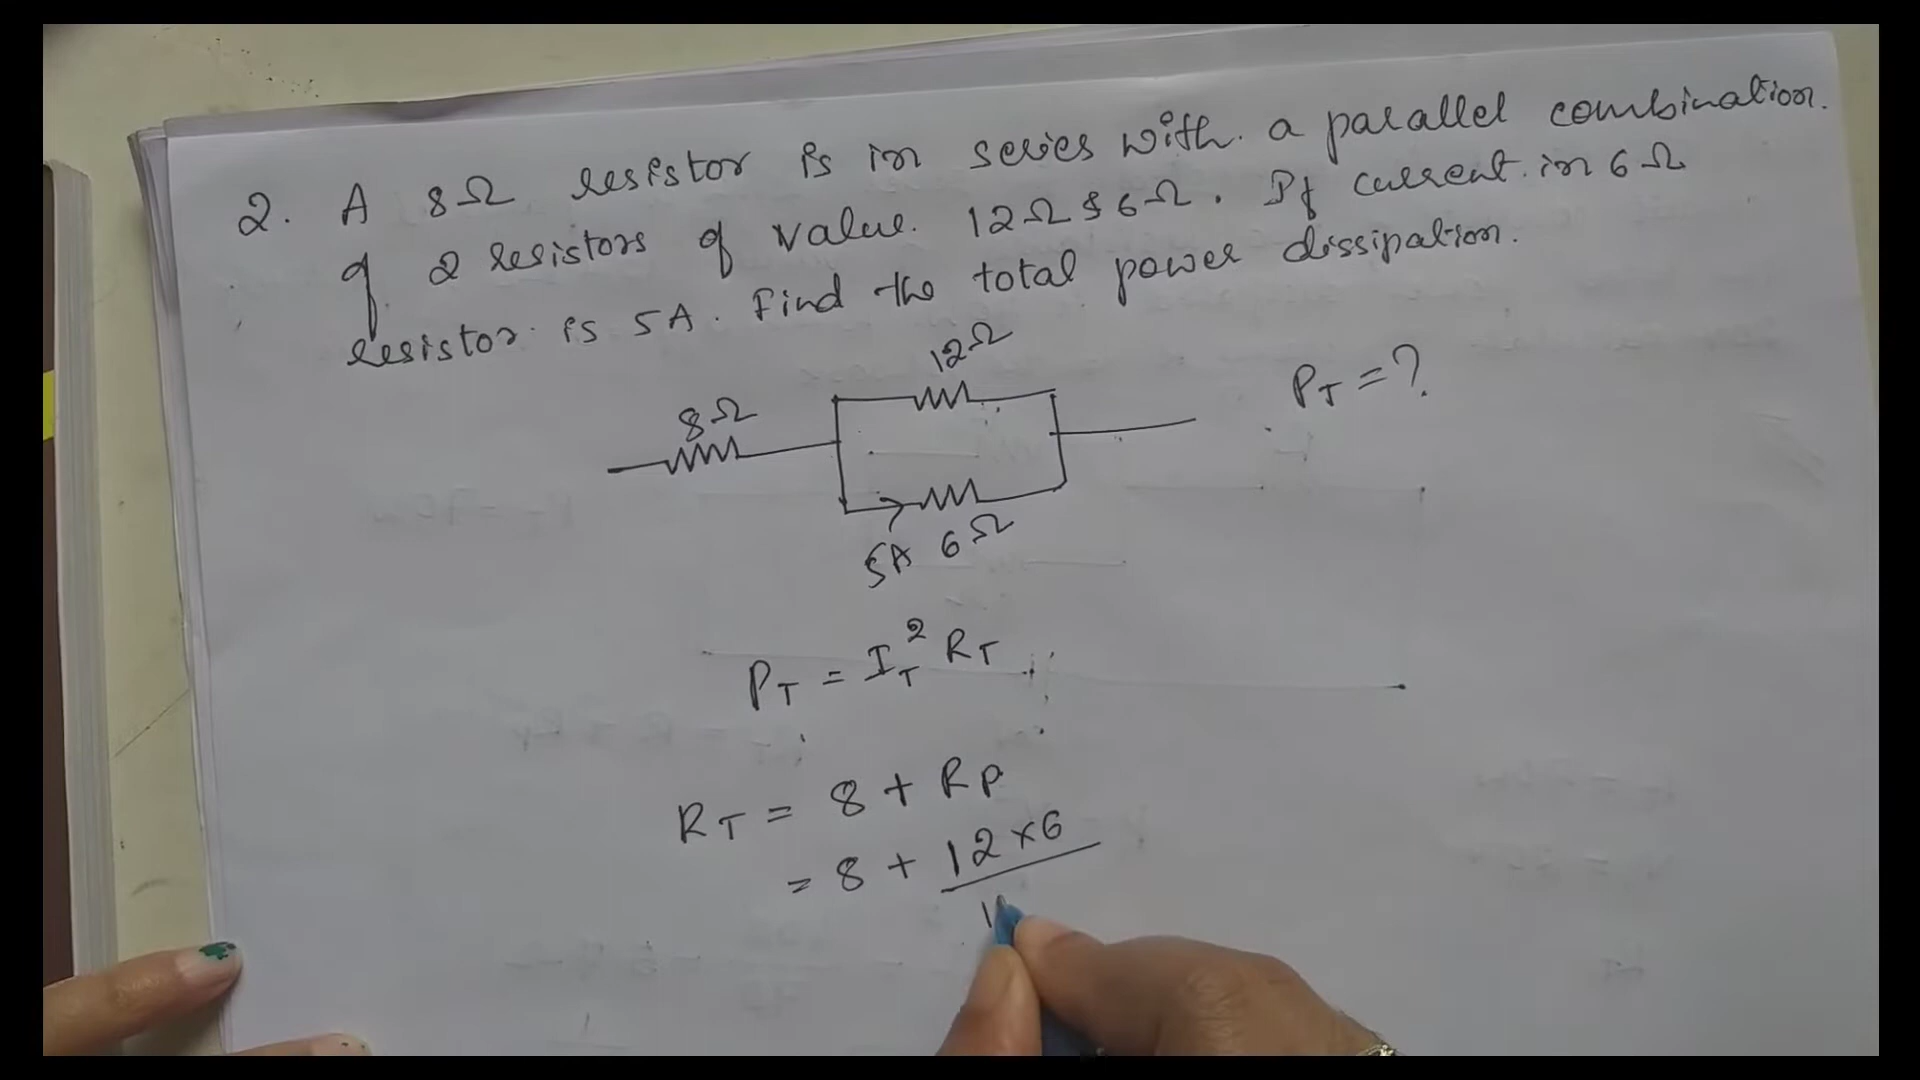 2. A 8Ω resistor is in series with a parallel combination.
of 2 resistors of value. 12Ω & 6Ω. If current in 6Ω
resistor is 5A. Find the total power dissipation.
12Ω
8Ω
PT = ?
5A 6Ω
PT = IT² RT
RT = 8 + Rp
= 8 + 12 × 6
1